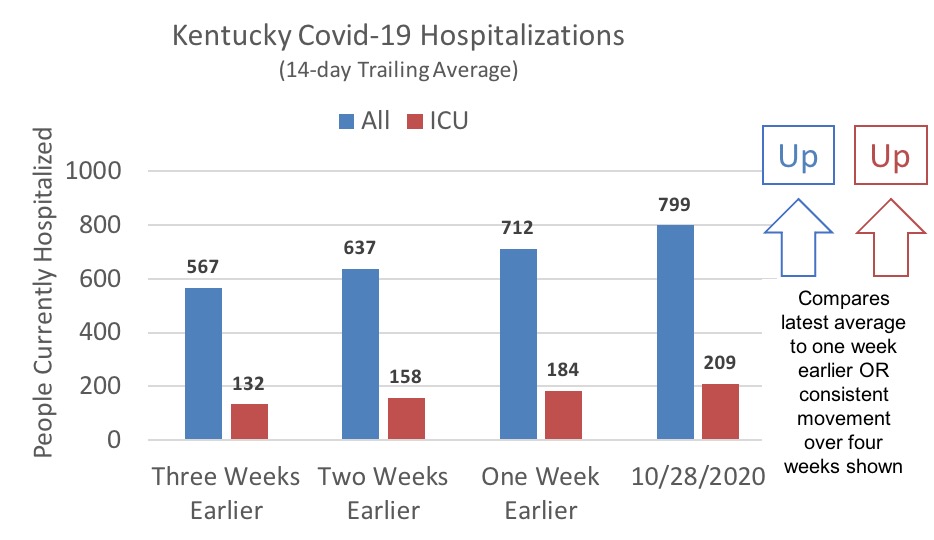 Kentucky Covid-19 Hospitalizations
(14-day Trailing Average)
All ICU
People Currently Hospitalized
1000
800
600
400
200
0
567
132
637
158
712
184
799
209
Three Weeks
Earlier
Two Weeks
Earlier
One Week
Earlier
10/28/2020
Up
Up
Compares
latest average
to one week
earlier OR
consistent
movement
over four
weeks shown